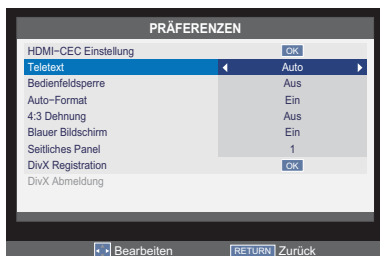 PRÄFERENZEN
HDMI-CEC Einstellung OK
Teletext Auto
Bedienfeldsperre Aus
Auto-Format Ein
4:3 Dehnung Aus
Blauer Bildschirm Ein
Seitliches Panel 1
DivX Registration OK
DivX Abmeldung
Bearbeiten RETURN Zurück